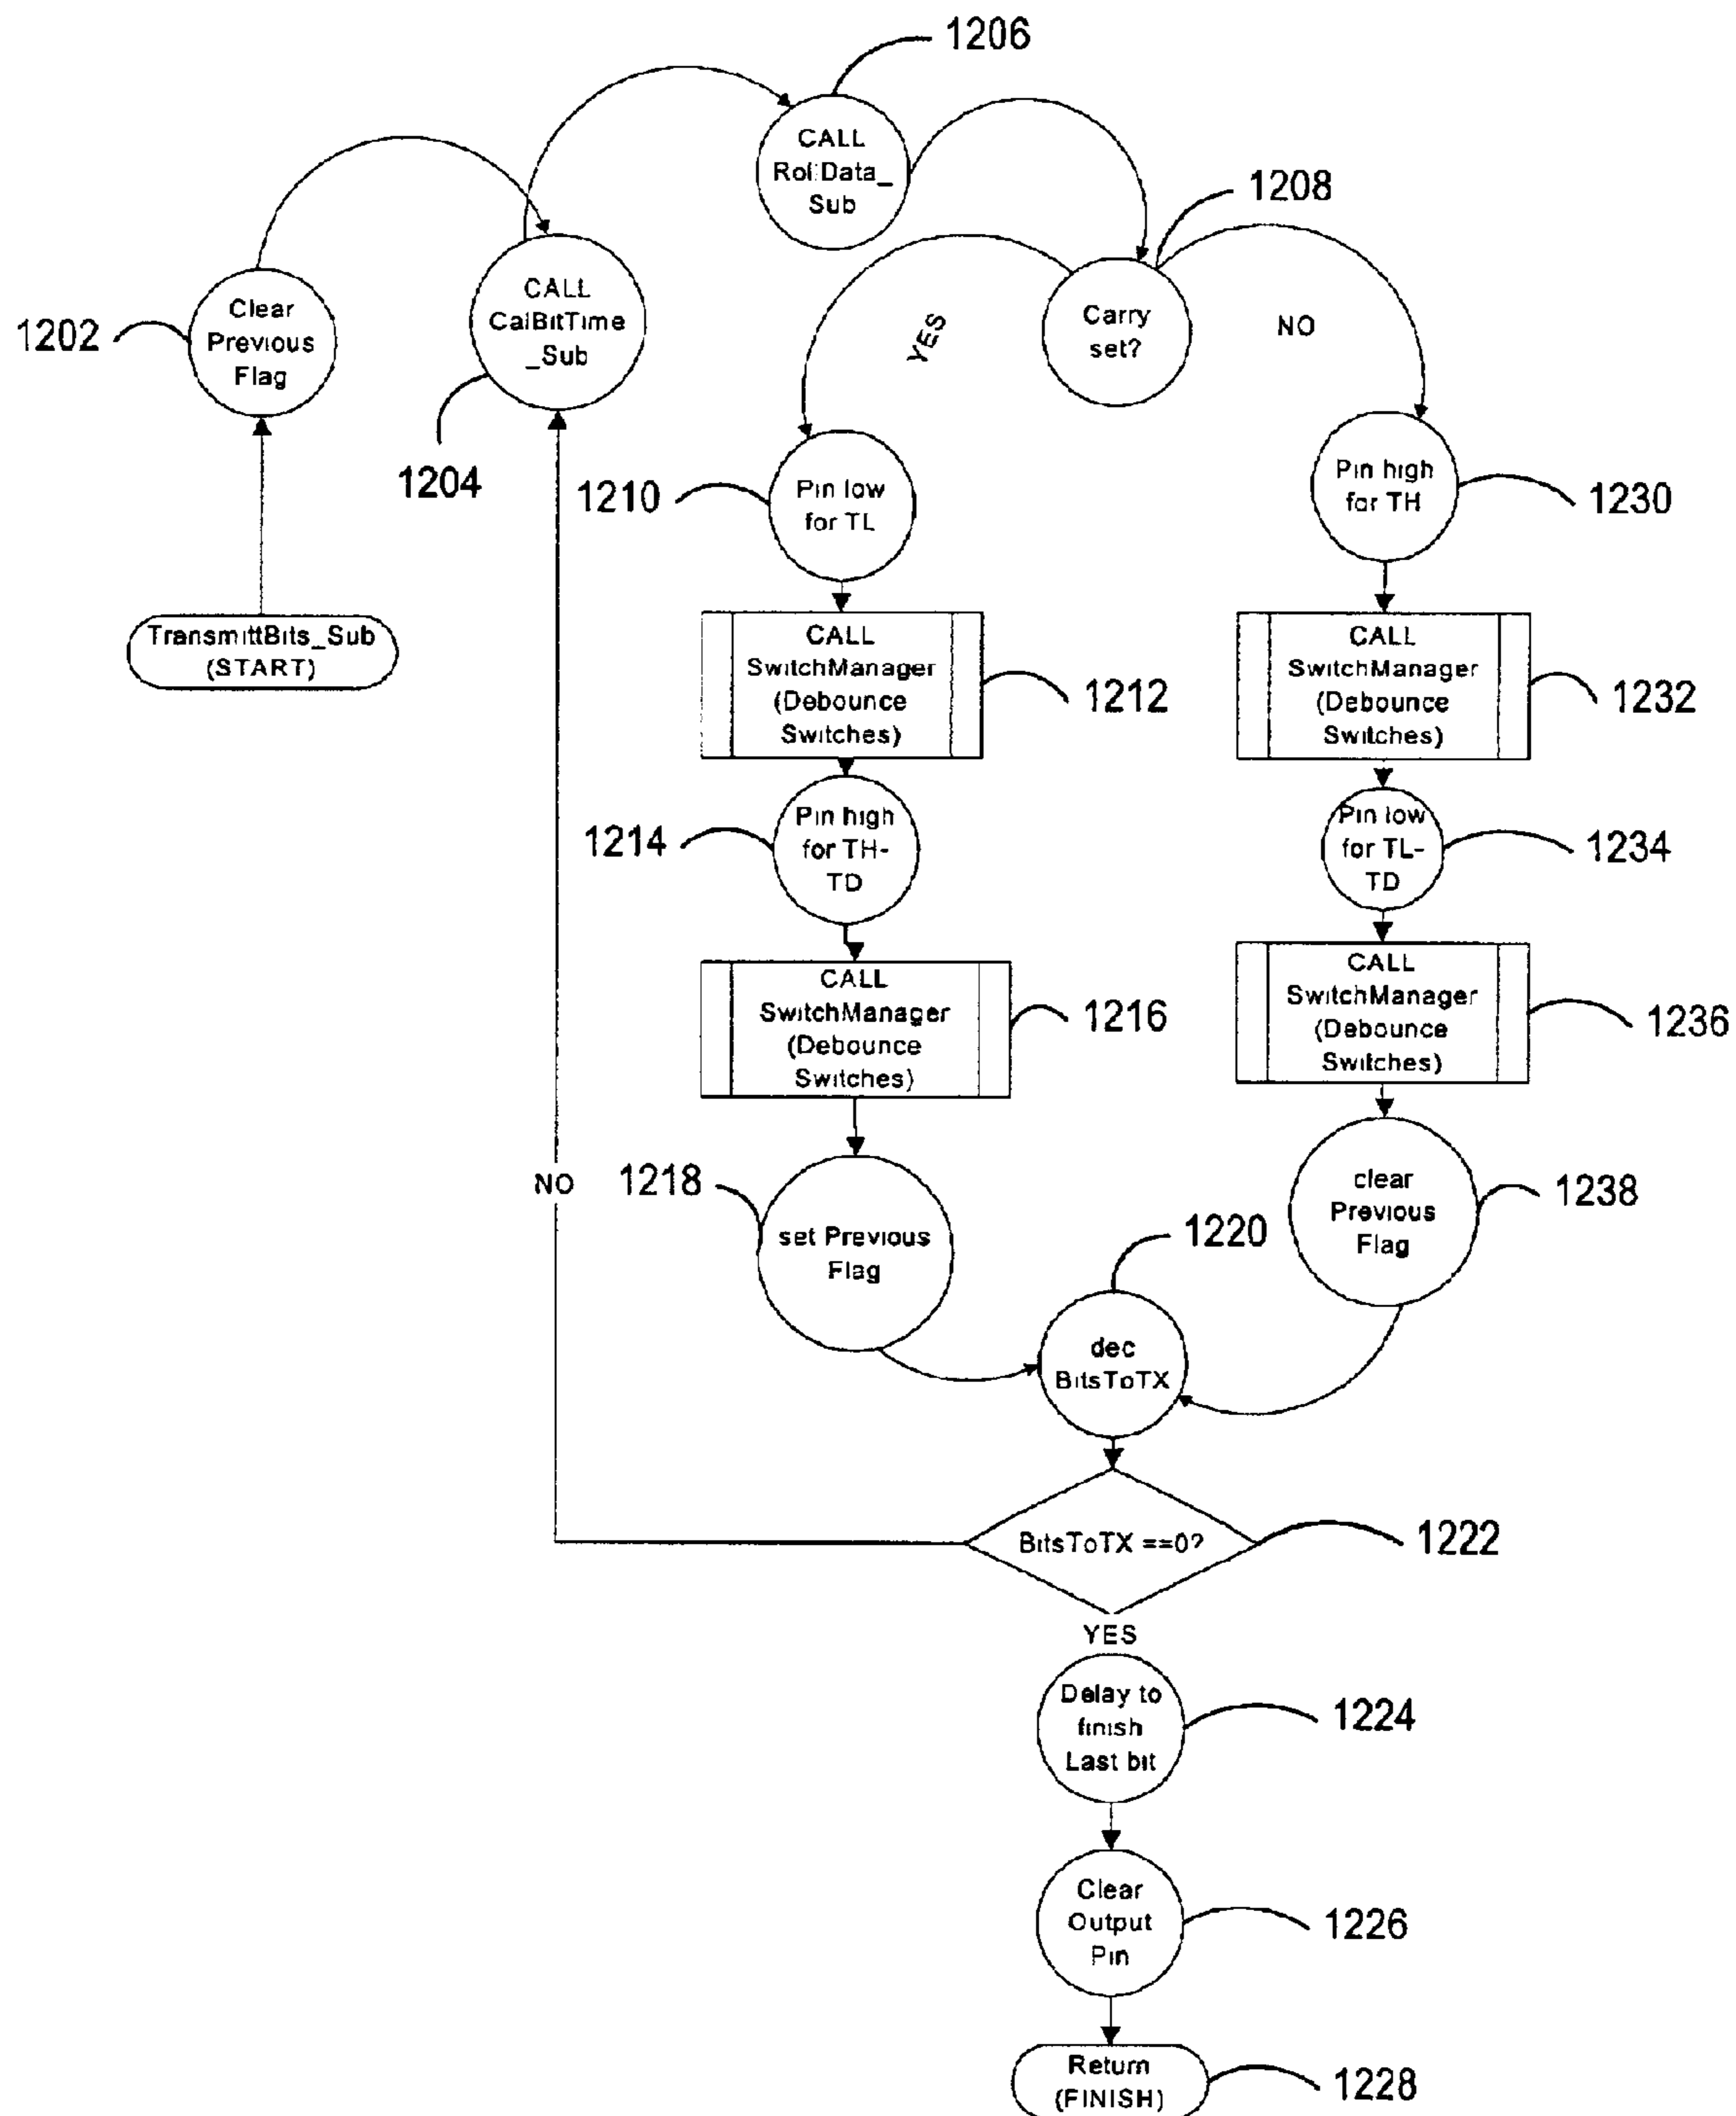 1206
CALL
RollData_
Sub
1208
Clear
Previous
Flag
1202
CALL
CalBitTime
_Sub
1204
Carry
set?
YES
NO
TransmittBits_Sub
(START)
1210
Pin low
for TL
Pin high
for TH
1230
CALL
SwitchManager
(Debounce
Switches)
1212
CALL
SwitchManager
(Debounce
Switches)
1232
1214
Pin high
for TH-
TD
Pin low
for TL-
TD
1234
CALL
SwitchManager
(Debounce
Switches)
1216
CALL
SwitchManager
(Debounce
Switches)
1236
NO
1218
set Previous
Flag
clear
Previous
Flag
1238
1220
dec
BitsToTX
BitsToTX ==0?
1222
YES
Delay to
finish
Last bit
1224
Clear
Output
Pin
1226
Return
(FINISH)
1228